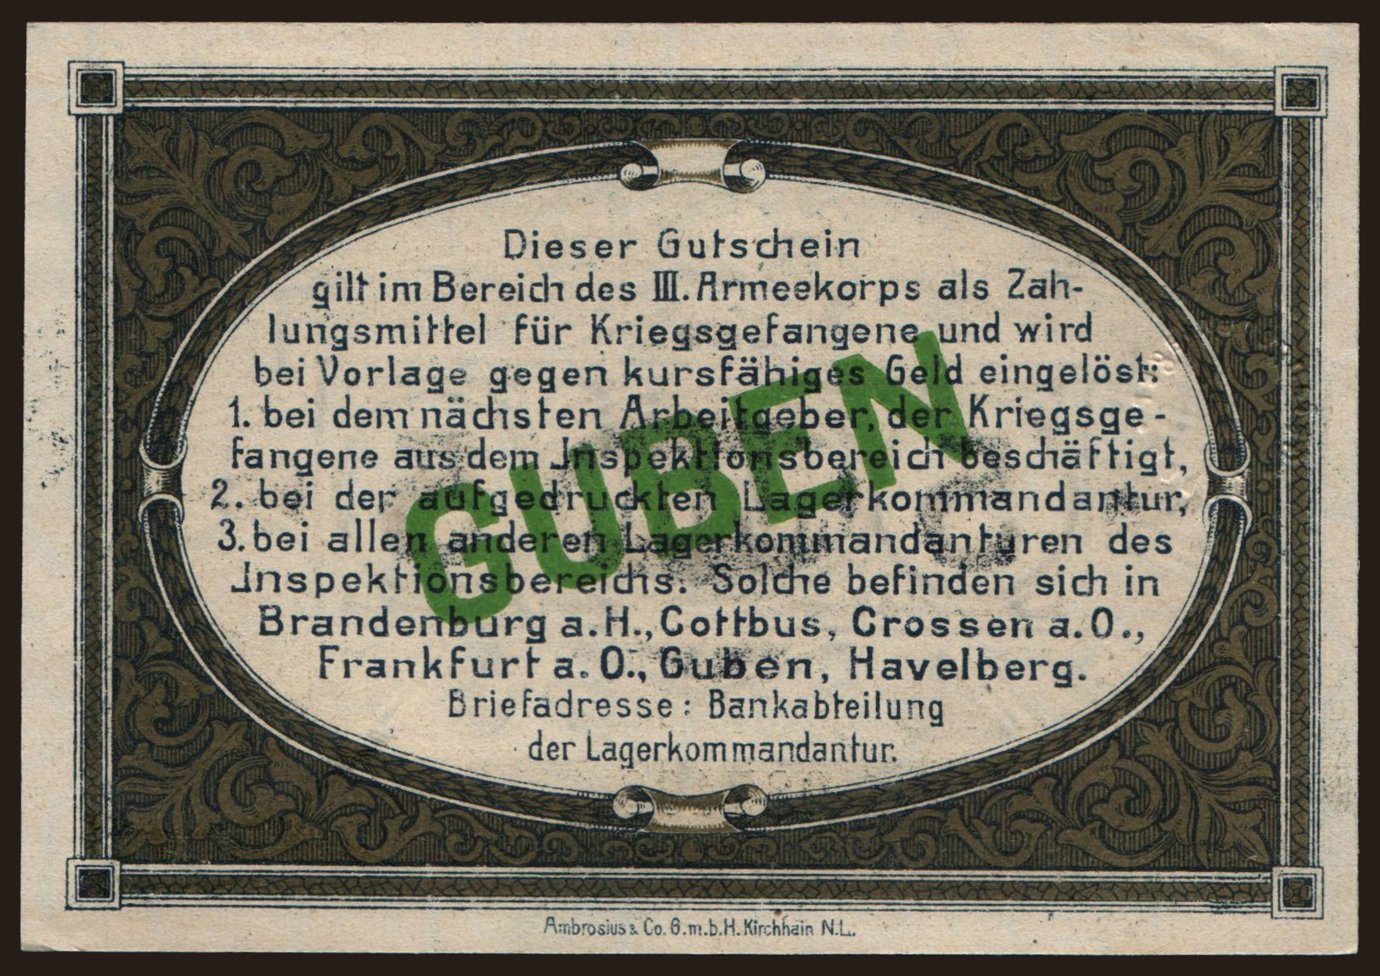 Dieser Gutschein
gilt im Bereich des III. Armeekorps als Zah-
lungsmittel für Kriegsgefangene und wird
bei Vorlage gegen kursfähiges Geld eingelöst:
1. bei dem nächsten Arbeitgeber, der Kriegsge-
fangene aus dem Inspektionsbereich beschäftigt,
2. bei der aufgedruckten Lagerkommandantur,
3. bei allen anderen Lagerkommandanturen des
Inspektionsbereichs. Solche befinden sich in
Brandenburg a. H., Cottbus, Crossen a. O.,
Frankfurt a. O., Guben, Havelberg.
Briefadresse: Bankabteilung
der Lagerkommandantur.
GUBEN
Ambrosius & Co. G.m.b.H. Kirchhain N.L.